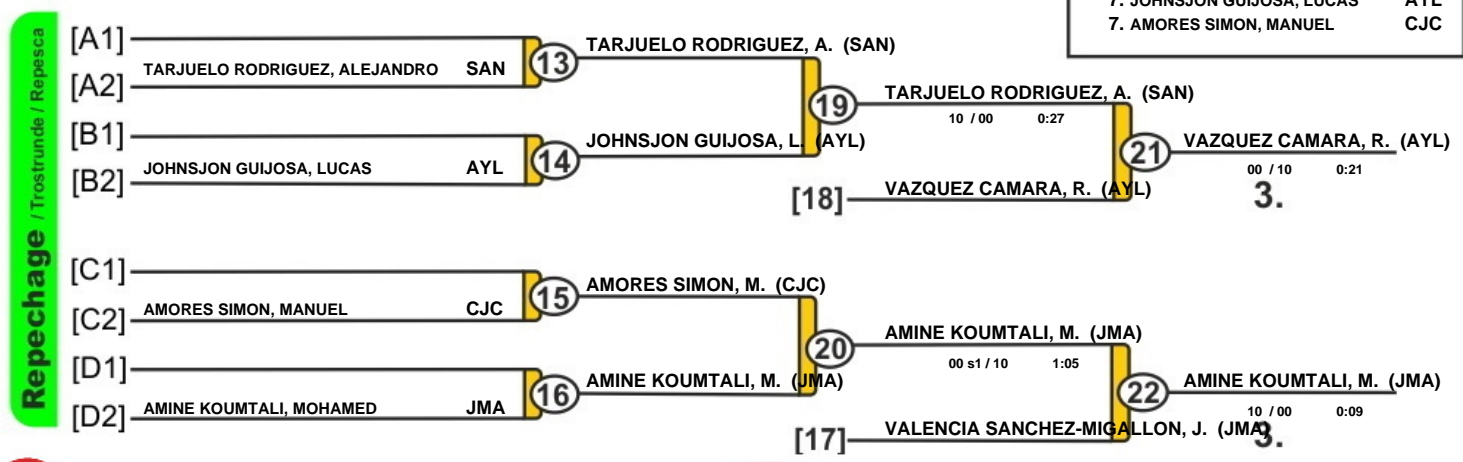 7. JOHNSJON GUIJOSA, LUCAS AYL
7. AMORES SIMON, MANUEL CJC
Repechage / Trostrunde / Repesca
[A1]
TARJUELO RODRIGUEZ, A. (SAN)
TARJUELO RODRIGUEZ, ALEJANDRO SAN
13
[A2]
19
TARJUELO RODRIGUEZ, A. (SAN)
10 / 00 0:27
[B1]
JOHNSJON GUIJOSA, L. (AYL)
21
VAZQUEZ CAMARA, R. (AYL)
JOHNSJON GUIJOSA, LUCAS AYL
14
00 / 10 0:21
[B2]
[18]
VAZQUEZ CAMARA, R. (AYL)
3.
[C1]
AMORES SIMON, M. (CJC)
AMORES SIMON, MANUEL CJC
15
[C2]
20
AMINE KOUMTALI, M. (JMA)
00 s1 / 10 1:05
[D1]
AMINE KOUMTALI, M. (JMA)
22
AMINE KOUMTALI, M. (JMA)
AMINE KOUMTALI, MOHAMED JMA
16
10 / 00 0:09
[D2]
[17]
VALENCIA SANCHEZ-MIGALLON, J. (JMA)
3.